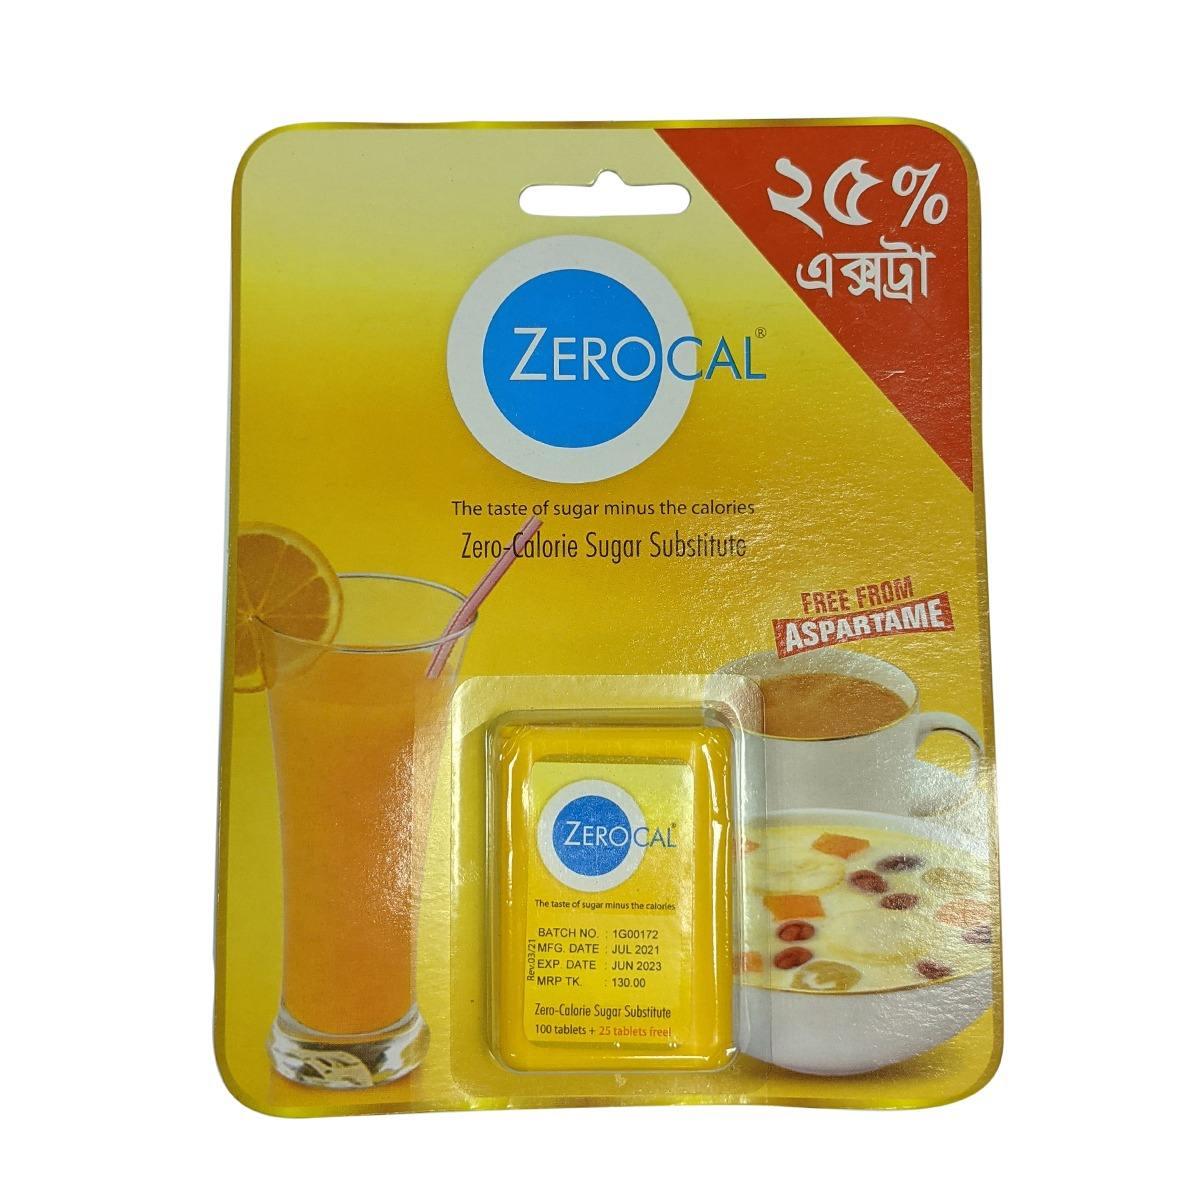 ২৫%
এক্সট্রা
ZEROCAL®
The taste of sugar minus the calories
Zero-Calorie Sugar Substitute
FREE FROM
ASPARTAME
ZEROCAL®
The taste of sugar minus the calories
BATCH NO. : 1G00172
MFG. DATE : JUL 2021
EXP. DATE : JUN 2023
MRP TK. : 130.00
Rev.03/21
Zero-Calorie Sugar Substitute
100 tablets + 25 tablets free!